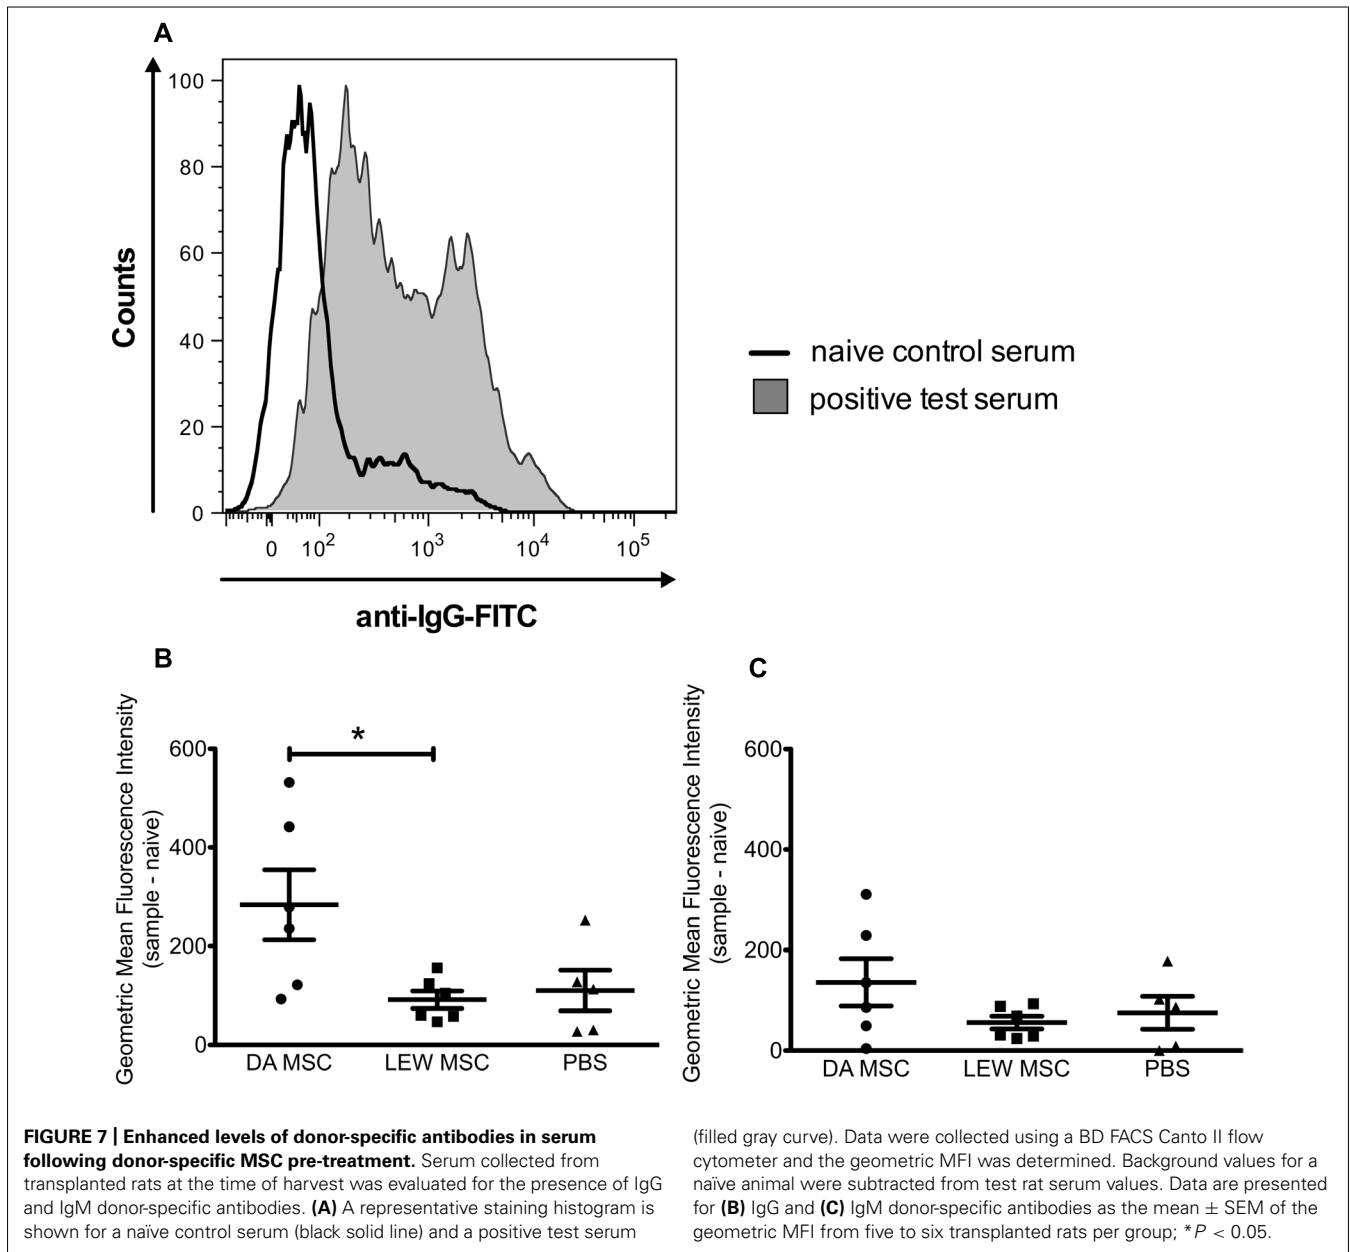 A
100
80
60
40
20
0
Counts
0 10² 10³ 10⁴ 10⁵
anti-IgG-FITC
naive control serum
positive test serum
B
Geometric Mean Fluorescence Intensity
(sample - naive)
600
400
200
0
*
DA MSC LEW MSC PBS
C
Geometric Mean Fluorescence Intensity
(sample - naive)
600
400
200
0
DA MSC LEW MSC PBS
FIGURE 7 | Enhanced levels of donor-specific antibodies in serum
following donor-specific MSC pre-treatment. Serum collected from
transplanted rats at the time of harvest was evaluated for the presence of IgG
and IgM donor-specific antibodies. (A) A representative staining histogram is
shown for a naïve control serum (black solid line) and a positive test serum
(filled gray curve). Data were collected using a BD FACS Canto II flow
cytometer and the geometric MFI was determined. Background values for a
naïve animal were subtracted from test rat serum values. Data are presented
for (B) IgG and (C) IgM donor-specific antibodies as the mean ± SEM of the
geometric MFI from five to six transplanted rats per group; *P < 0.05.